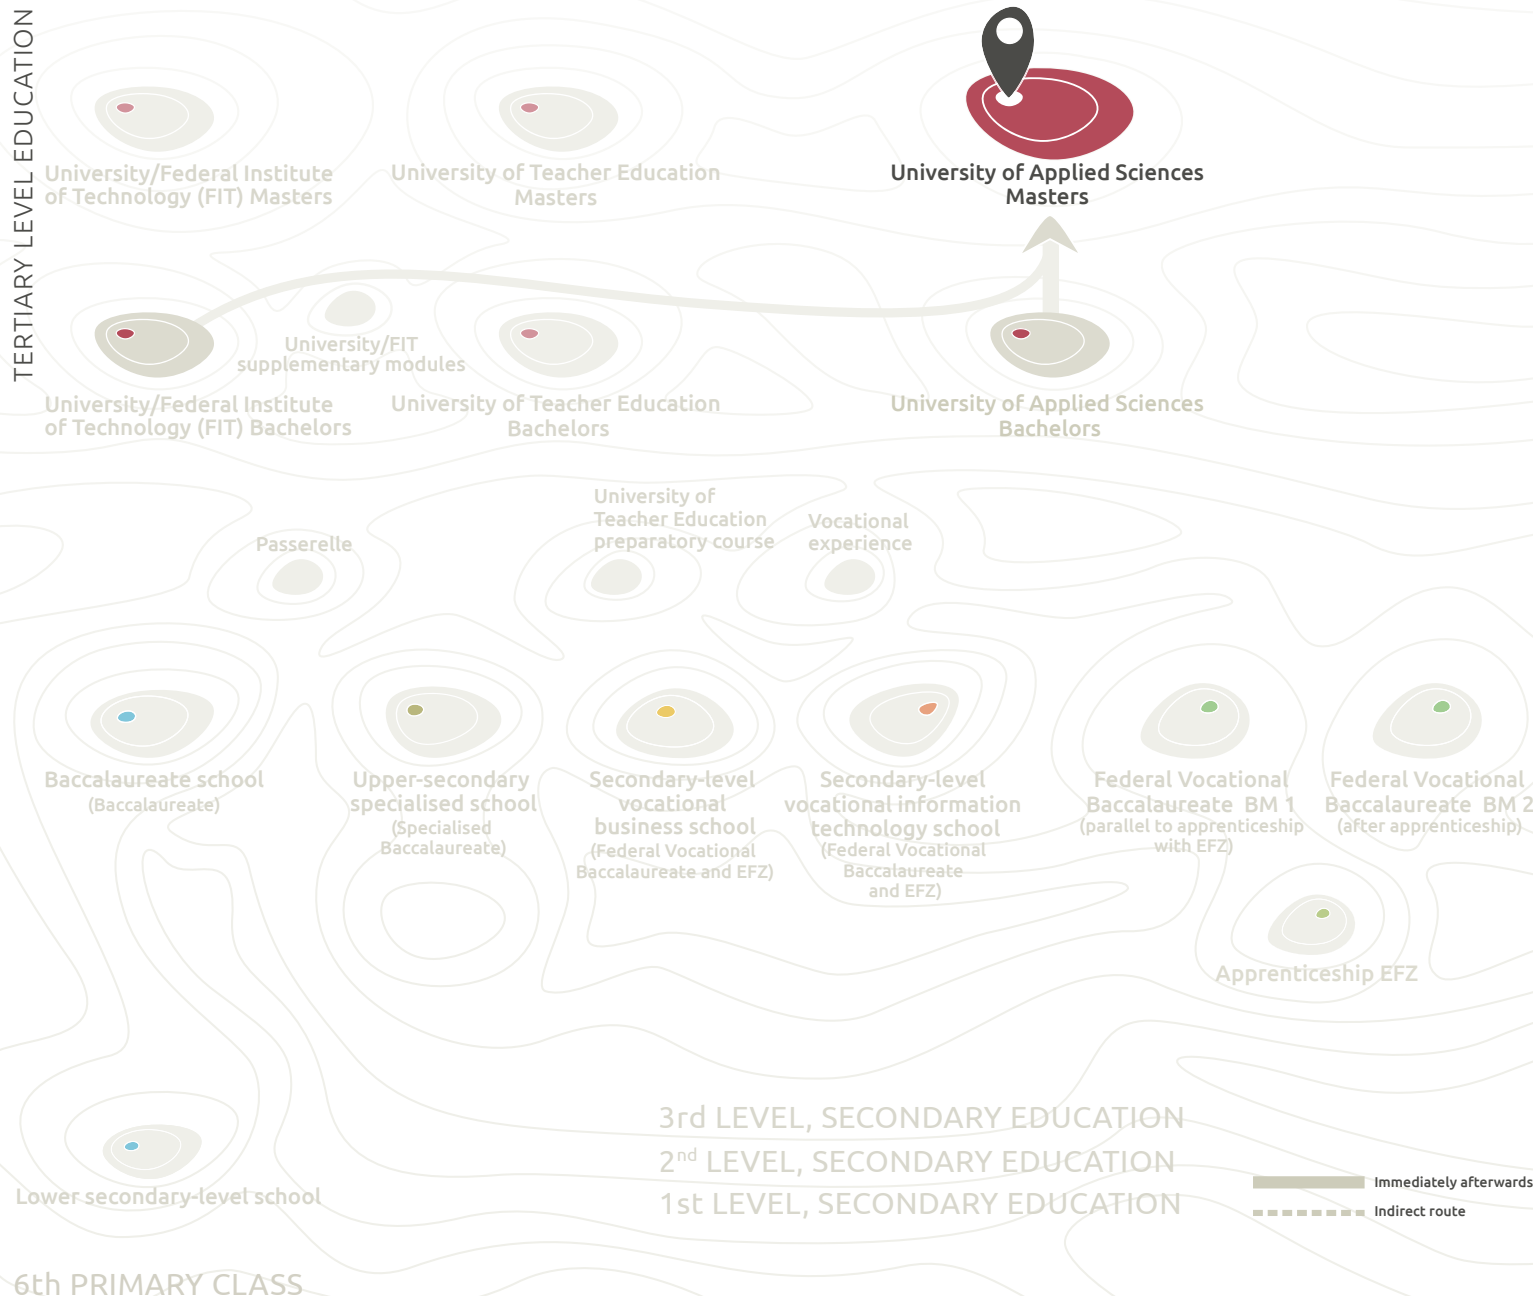 TERTIARY LEVEL EDUCATION
University/Federal Institute
of Technology (FIT) Masters
University of Teacher Education
Masters
University of Applied Sciences
Masters
University/FIT
supplementary modules
University/Federal Institute
of Technology (FIT) Bachelors
University of Teacher Education
Bachelors
University of Applied Sciences
Bachelors
Passerelle
University of
Teacher Education
preparatory course
Vocational
experience
Baccalaureate school
(Baccalaureate)
Upper-secondary
specialised school
(Specialised
Baccalaureate)
Secondary-level
vocational
business school
(Federal Vocational
Baccalaureate and EFZ)
Secondary-level
vocational information
technology school
(Federal Vocational
Baccalaureate
and EFZ)
Federal Vocational
Baccalaureate BM 1
(parallel to apprenticeship
with EFZ)
Federal Vocational
Baccalaureate BM 2
(after apprenticeship)
Apprenticeship EFZ
Lower secondary-level school
3rd LEVEL, SECONDARY EDUCATION
2nd LEVEL, SECONDARY EDUCATION
1st LEVEL, SECONDARY EDUCATION
Immediately afterwards
Indirect route
6th PRIMARY CLASS